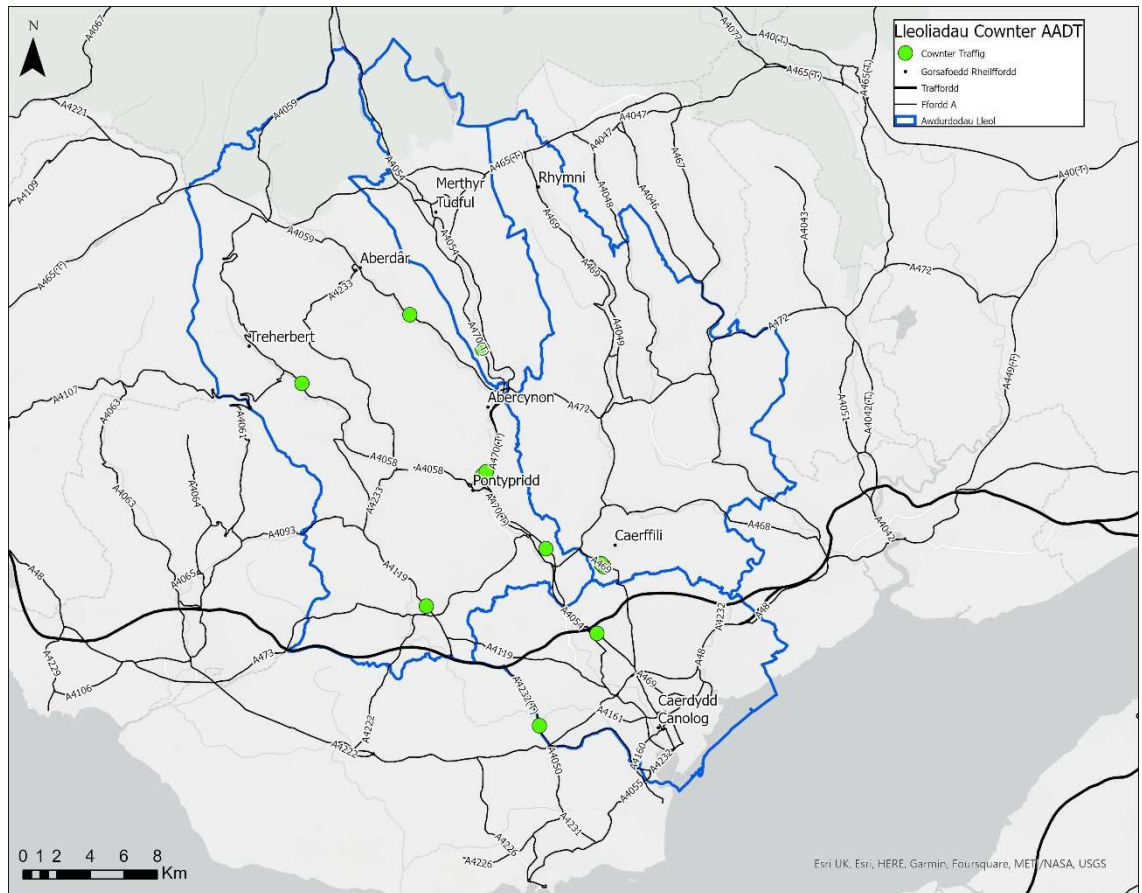 N
Lleoliadau Cownter AADT
Cownter Traffig
Gorsafoedd Rheilffordd
Traffordd
Ffordd A
Awdurdodau Lleol
A4067
A4077
A40(T)
A465(T)
A465(T)
A4059
A4221
A4047
A4047
A467
A4054
A465(T)
A4109
A40(T)
Merthyr
Tudful
Rhymni
A4048
A4046
A469
A4043
A4059
A4054
A465(T)
Aberdâr
A4233
A469
A472
A470(T)
A4049
A472
Treherbert
A449(T)
A4107
A4063
A4061
Abercynon
A472
A4051
A4042(T)
A470(T)
A4058
A4058
Pontypridd
A4233
A470(T)
A4063
A4064
A4093
A468
Caerffili
A4042
A469
A48
A4065
A4119
A48
A4232
A4054
A473
A4119
A48
A4229
A4106
A469
A4232(T)
A4161
Caerdydd
Canolog
A4222
A4222
A4160
A4232
A4050
A4055
A4231
A4226
A4226
0 1 2 4 6 8
Km
Esri UK, Esri, HERE, Garmin, Foursquare, METI/NASA, USGS